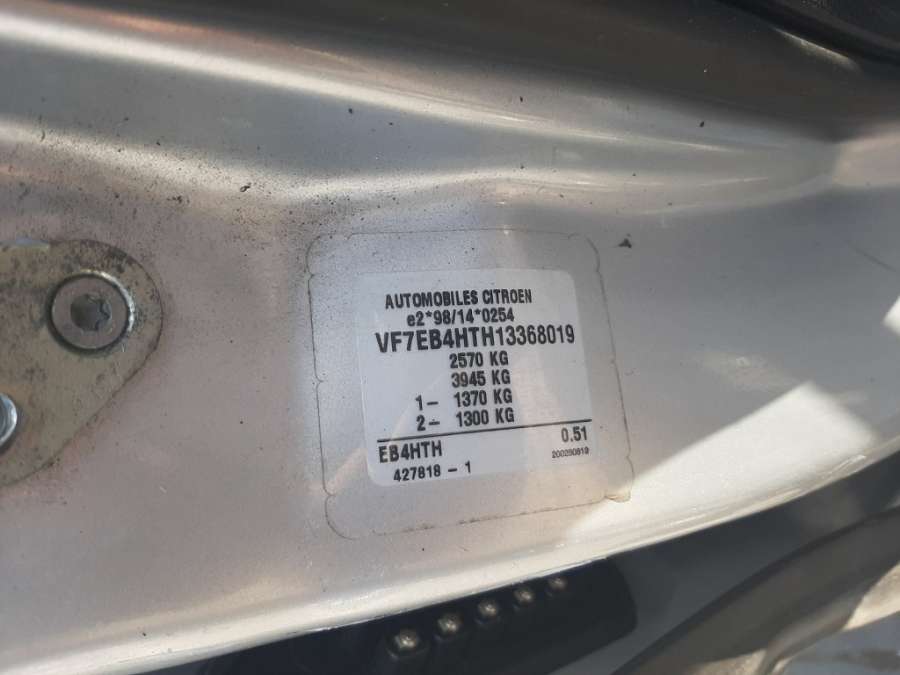 AUTOMOBILES CITROEN
e2*98/14*0254
VF7EB4HTH13368019
2570 KG
3945 KG
1- 1370 KG
2- 1300 KG
EB4HTH 0.51
427818 - 1